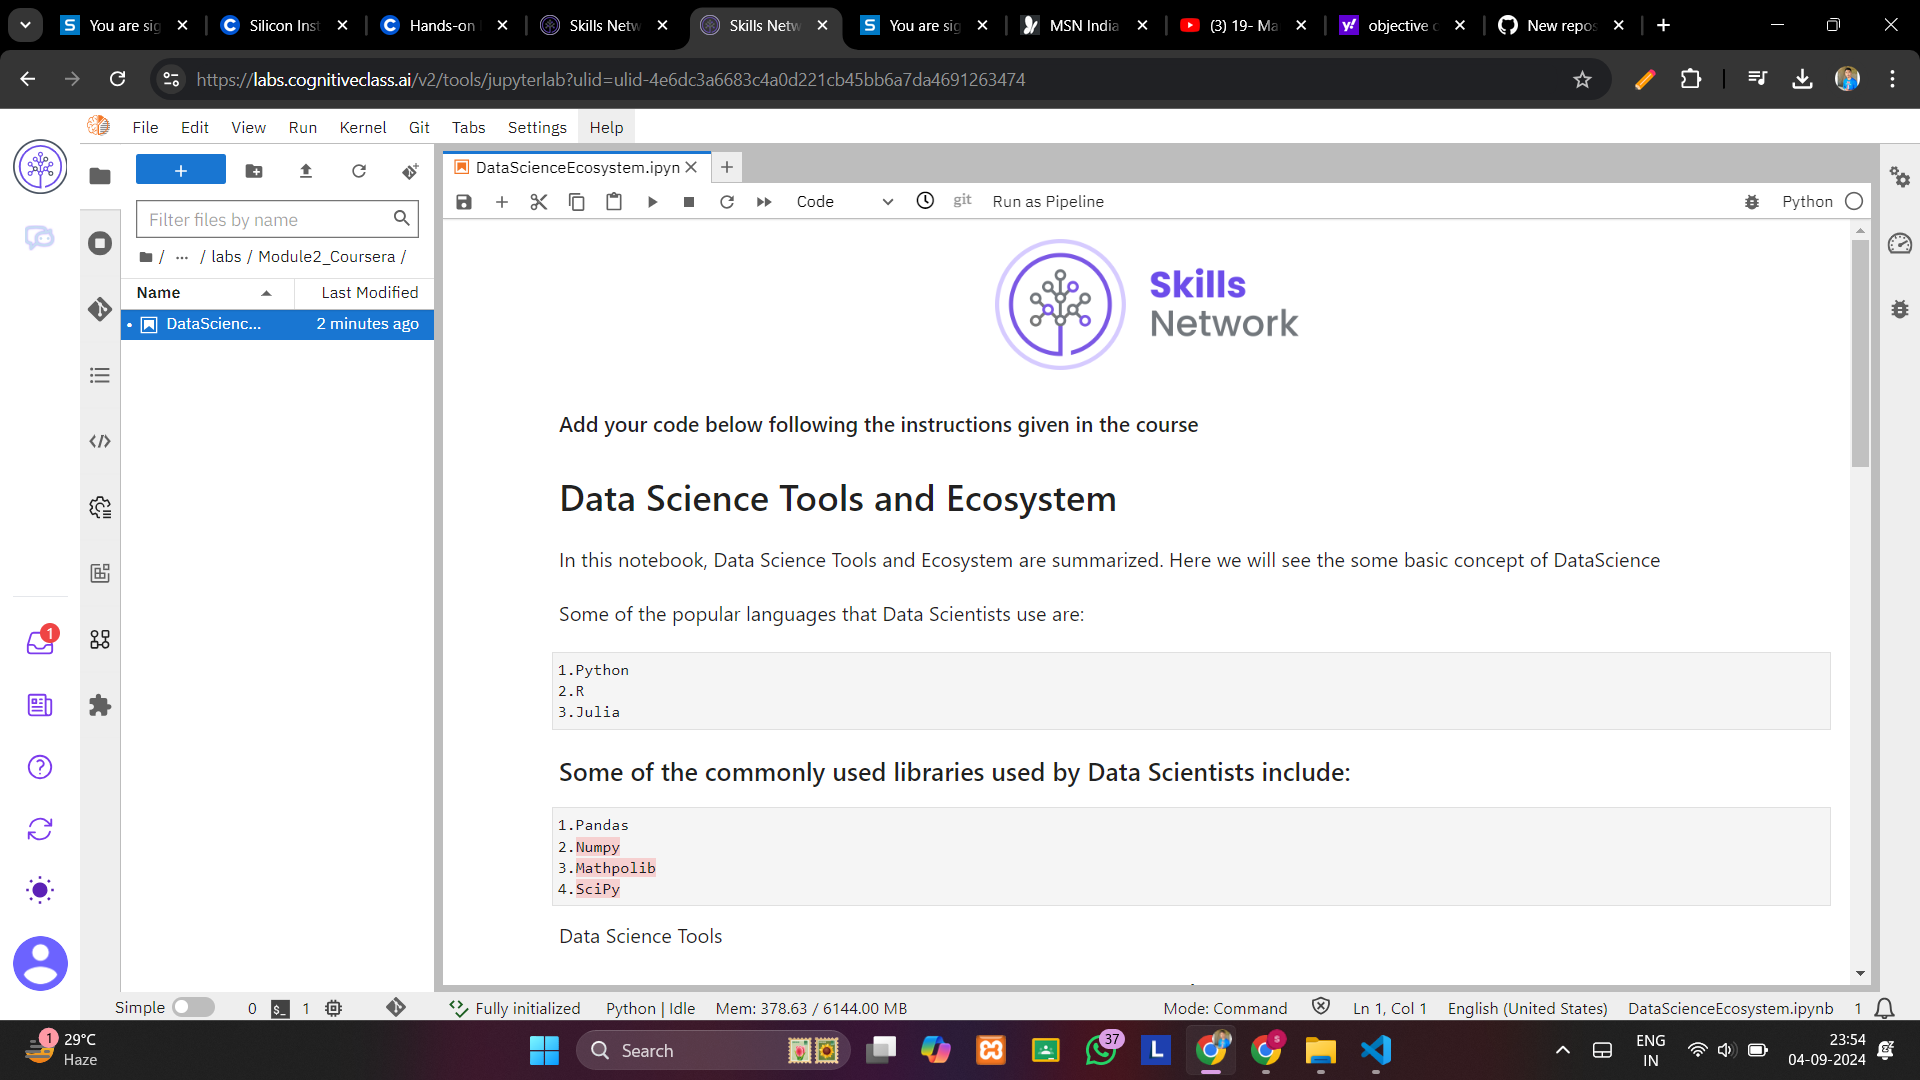 You are sig
Silicon Inst
Hands-on
Skills Netw
Skills Netw
You are sig
MSN India
(3) 19- Ma
objective c
New repos
https://labs.cognitiveclass.ai/v2/tools/jupyterlab?ulid=ulid-4e6dc3a6683c4a0d221cb45bb6a7da4691263474
File Edit View Run Kernel Git Tabs Settings Help
DataScienceEcosystem.ipyn
Code
git
Run as Pipeline
Python
Filter files by name
/ ... / labs / Module2_Coursera /
Name Last Modified
DataScienc... 2 minutes ago
Skills
Network
Add your code below following the instructions given in the course
Data Science Tools and Ecosystem
In this notebook, Data Science Tools and Ecosystem are summarized. Here we will see the some basic concept of DataScience
Some of the popular languages that Data Scientists use are:
1.Python
2.R
3.Julia
Some of the commonly used libraries used by Data Scientists include:
1.Pandas
2.Numpy
3.Mathpolib
4.SciPy
Data Science Tools
1
Simple 0 1 Fully initialized Python | Idle Mem: 378.63 / 6144.00 MB Mode: Command Ln 1, Col 1 English (United States) DataScienceEcosystem.ipynb 1
1
29°C
Haze
Search
37
L
S
ENG
IN
23:54
04-09-2024